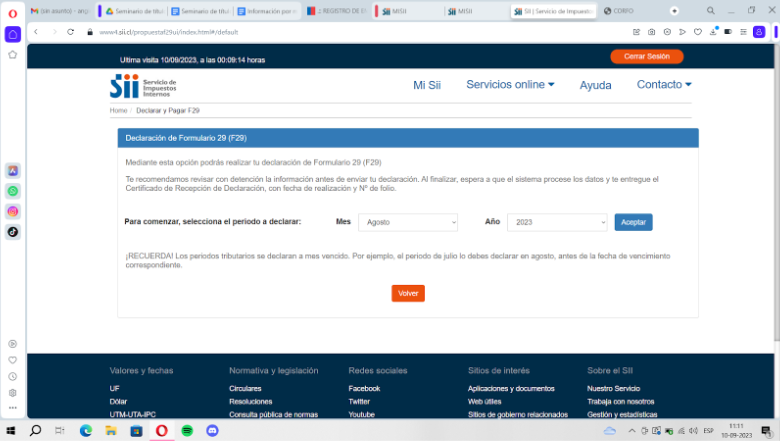 M (sin asunto) - ang
Seminario de títul
Seminario de títul
Información por m
2. REGISTRO DE ES
MISII
MISII
SII | Servicio de Impuestos
CORFO
www4.sii.cl/propuestaf29ui/index.html#/default
Ultima visita 10/09/2023, a las 00:09:14 horas
Cerrar Sesión
Sii Servicio de
Impuestos
Internos
Mi Sii
Servicios online
Ayuda
Contacto
Home Declarar y Pagar F29
Declaración de Formulario 29 (F29)
Mediante esta opción podrás realizar tu declaración de Formulario 29 (F29)
Te recomendamos revisar con detención la información antes de enviar tu declaración. Al finalizar, espera a que el sistema procese los datos y te entregue el
Certificado de Recepción de Declaración, con fecha de realización y Nº de folio.
Para comenzar, selecciona el periodo a declarar: Mes Agosto Año 2023 Aceptar
¡RECUERDA! Los periodos tributarios se declaran a mes vencido. Por ejemplo, el periodo de julio lo debes declarar en agosto, antes de la fecha de vencimiento
correspondiente.
Volver
Valores y fechas
UF
Dólar
UTM-UTA-IPC
Normativa y legislación
Circulares
Resoluciones
Consulta pública de normas
Redes sociales
Facebook
Twitter
Youtube
Sitios de interés
Aplicaciones y documentos
Web útiles
Sitios de gobierno relacionados
Sobre el SII
Nuestro Servicio
Trabaja con nosotros
Gestión y estadísticas
ESP
11:11
10-09-2023